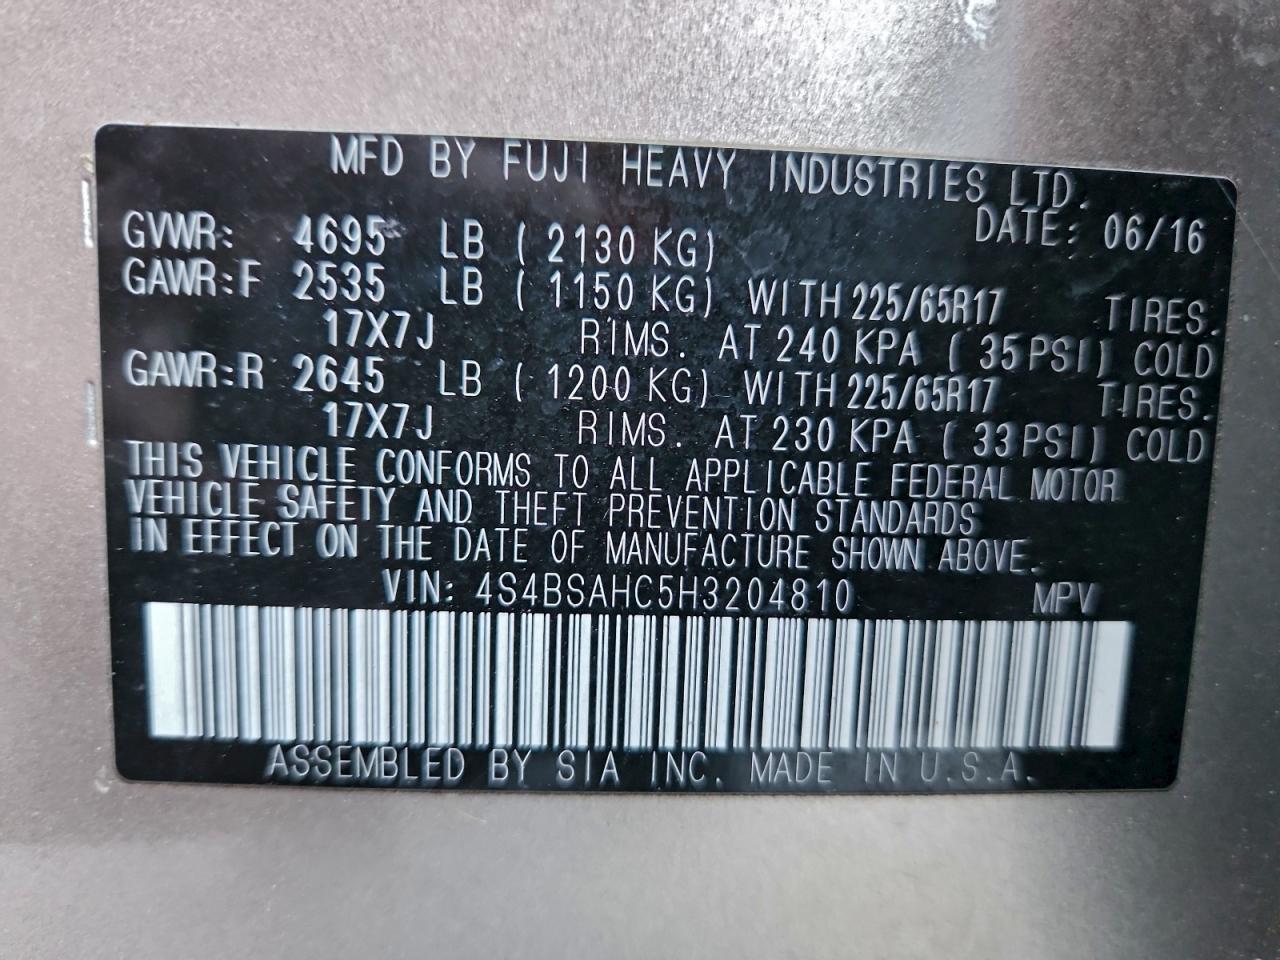 MFD BY FUJI HEAVY INDUSTRIES LTD.
DATE: 06/16
GVWR: 4695 LB ( 2130 KG)
GAWR:F 2535 LB ( 1150 KG) WITH 225/65R17 TIRES.
17X7J RIMS. AT 240 KPA ( 35PSI) COLD
GAWR:R 2645 LB ( 1200 KG) WITH 225/65R17 TIRES.
17X7J RIMS. AT 230 KPA ( 33PSI) COLD
THIS VEHICLE CONFORMS TO ALL APPLICABLE FEDERAL MOTOR
VEHICLE SAFETY AND THEFT PREVENTION STANDARDS
IN EFFECT ON THE DATE OF MANUFACTURE SHOWN ABOVE.
VIN: 4S4BSAHC5H3204810 MPV
ASSEMBLED BY SIA INC. MADE IN U.S.A.